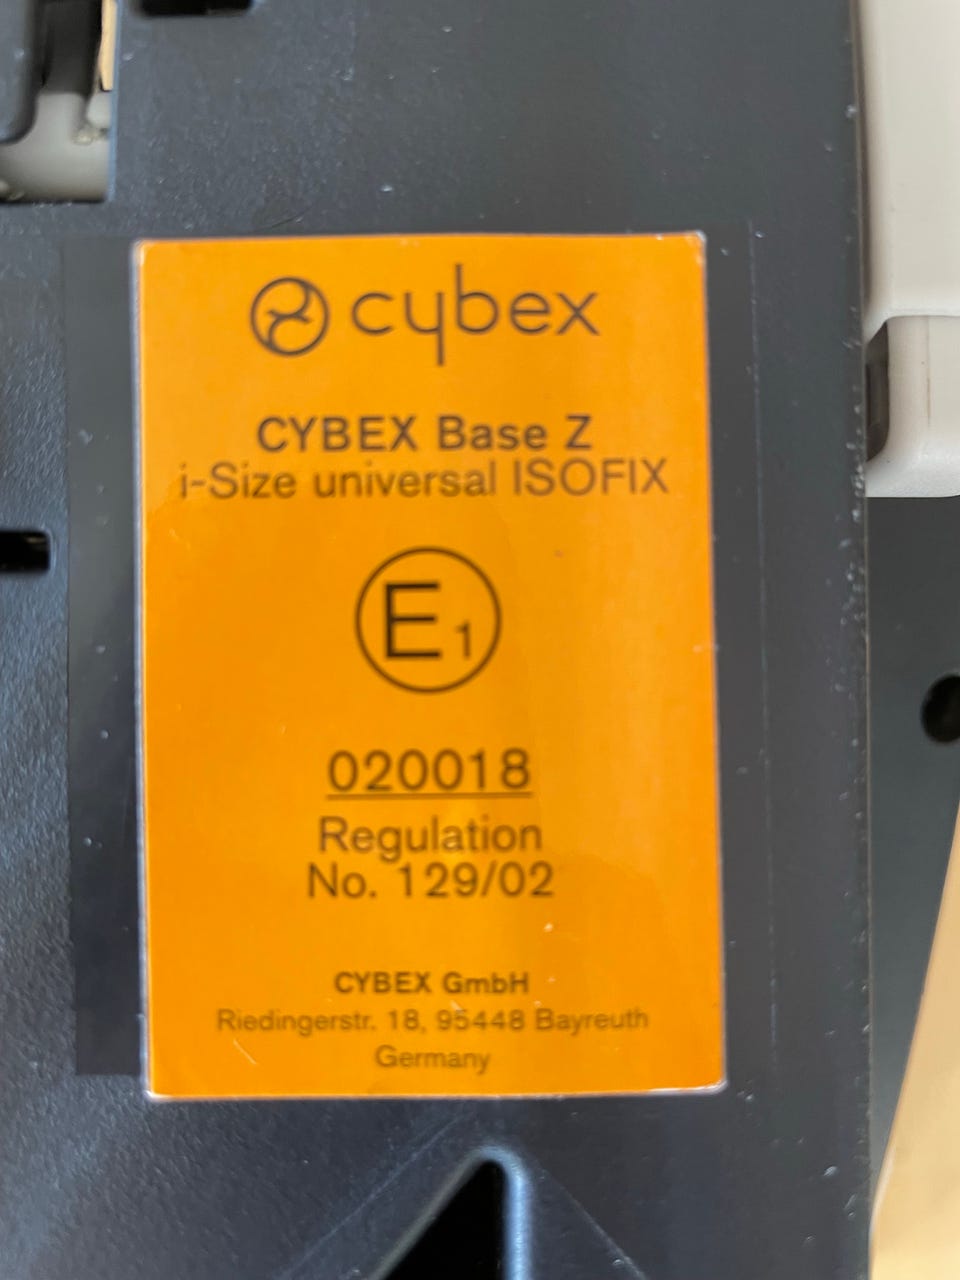 cybex
CYBEX Base Z
i-Size universal ISOFIX
E1
020018
Regulation
No. 129/02
CYBEX GmbH
Riedingerstr. 18, 95448 Bayreuth
Germany